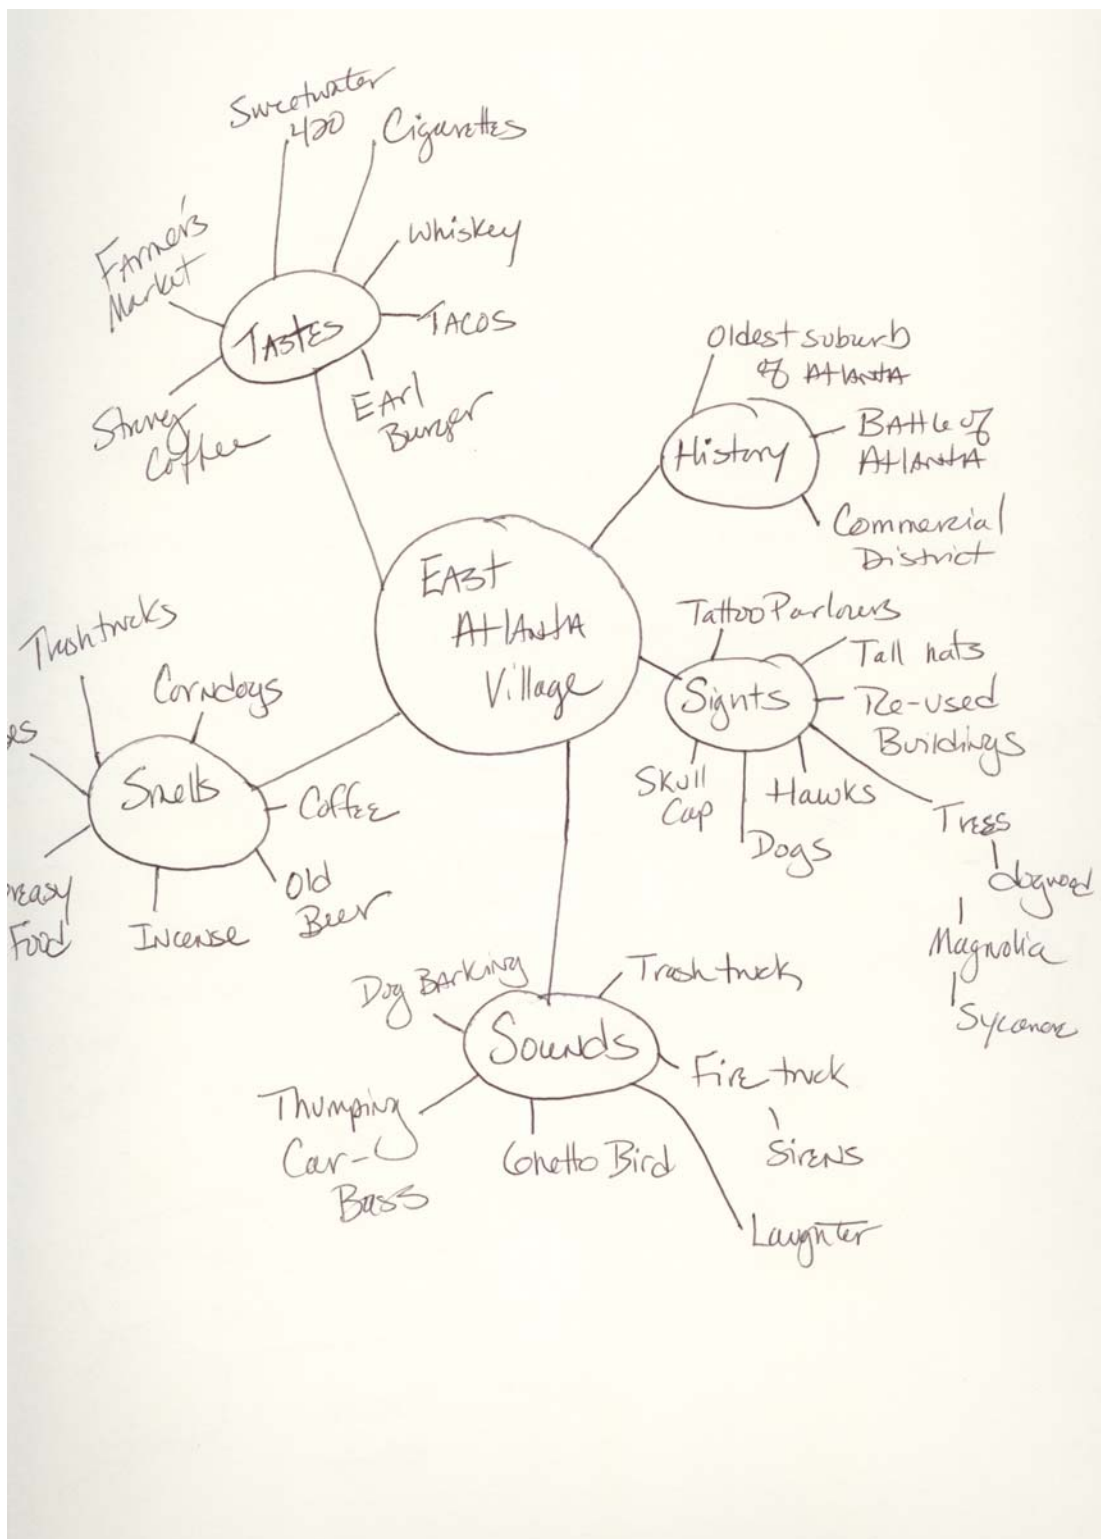 Sweetwater
420
Cigarettes
Whiskey
Farmer's
Market
TASTES
TACOS
Strong
Coffee
Earl
Burger
Oldest suburb
of Atlanta
History
Battle of
Atlanta
Commercial
District
East
Atlanta
Village
Tattoo Parlours
Tall hats
Sights
Re-used
Buildings
Skull
Cap
Hawks
Dogs
Trees
dogwood
Magnolia
Sycamore
Trash trucks
Corndogs
Smells
Coffee
Old
Beer
Incense
Food
Dog Barking
Trash truck
Sounds
Fire truck
Sirens
Thumping
Car-
Bass
Ghetto Bird
Laughter